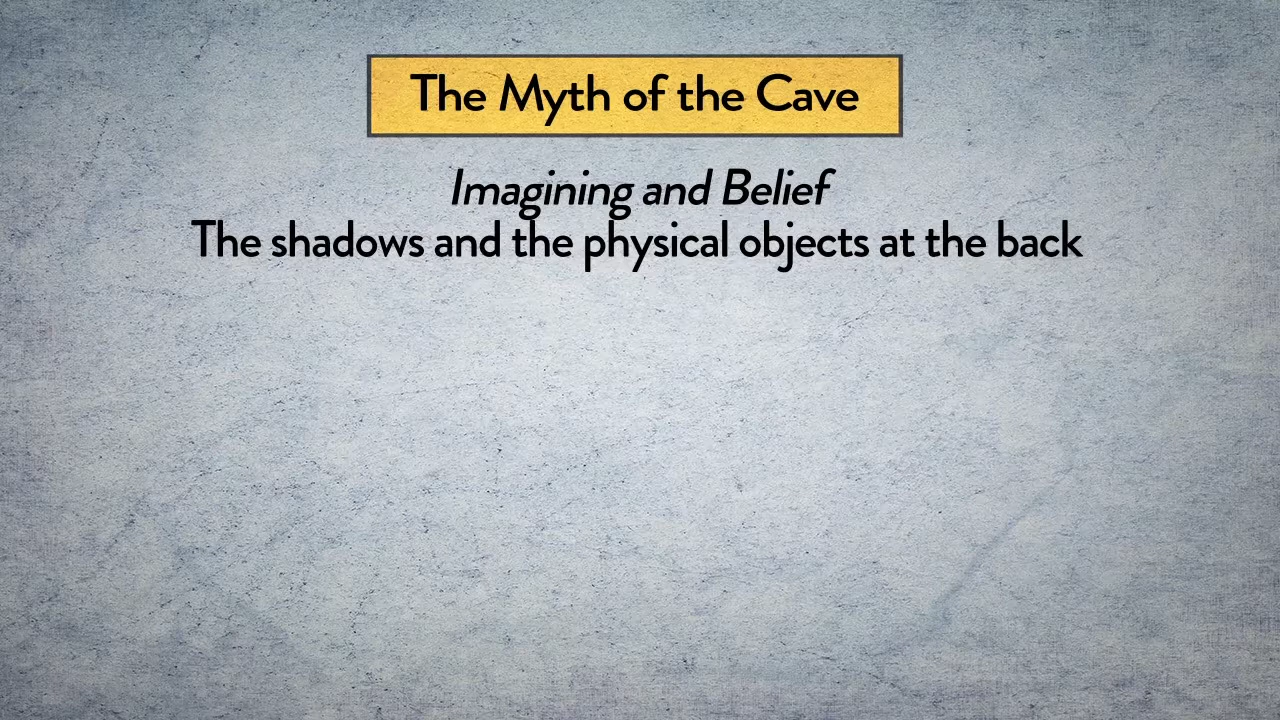 The Myth of the Cave
Imagining and Belief
The shadows and the physical objects at the back